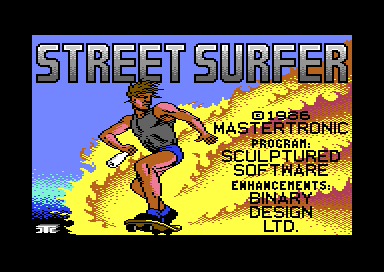 STREET SURFER
©1986
MASTERTRONIC
PROGRAM:
SCULPTURED
SOFTWARE
ENHANCEMENTS:
BINARY
DESIGN
LTD.